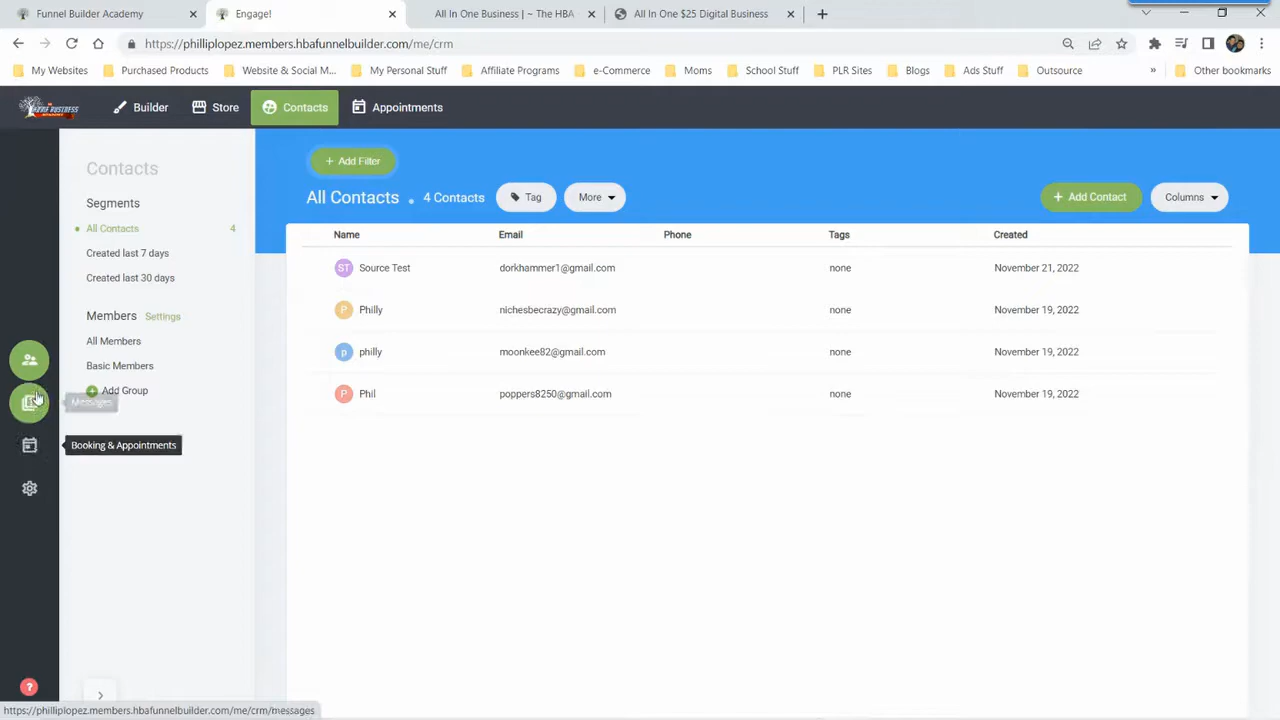 Funnel Builder Academy
Engage!
All In One Business | ~ The HBA
All In One $25 Digital Business
https://philliplopez.members.hbafunnelbuilder.com/me/crm
My Websites
Purchased Products
Website & Social M...
My Personal Stuff
Affiliate Programs
e-Commerce
Moms
School Stuff
PLR Sites
Blogs
Ads Stuff
Outsource
»
Other bookmarks
Builder
Store
Contacts
Appointments
Contacts
Segments
All Contacts 4
Created last 7 days
Created last 30 days
Members Settings
All Members
Basic Members
Add Group
Messages
Booking & Appointments
+ Add Filter
All Contacts • 4 Contacts
Tag
More
+ Add Contact
Columns
Name Email Phone Tags Created
ST Source Test dorkhammer1@gmail.com none November 21, 2022
P Philly nichesbecrazy@gmail.com none November 19, 2022
p philly moonkee82@gmail.com none November 19, 2022
P Phil poppers8250@gmail.com none November 19, 2022
?
https://philliplopez.members.hbafunnelbuilder.com/me/crm/messages